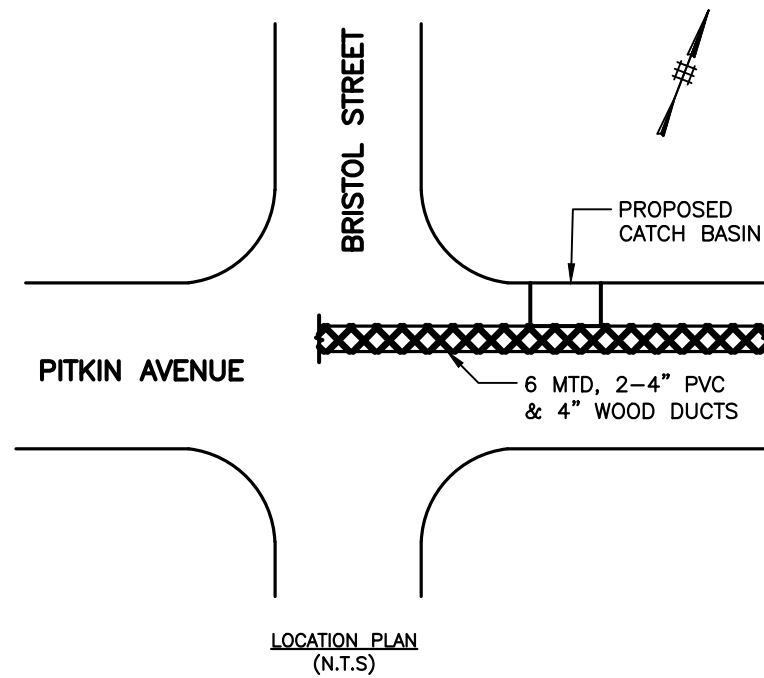 BRISTOL STREET
PROPOSED
CATCH BASIN
PITKIN AVENUE
6 MTD, 2-4" PVC
& 4" WOOD DUCTS
LOCATION PLAN
(N.T.S)